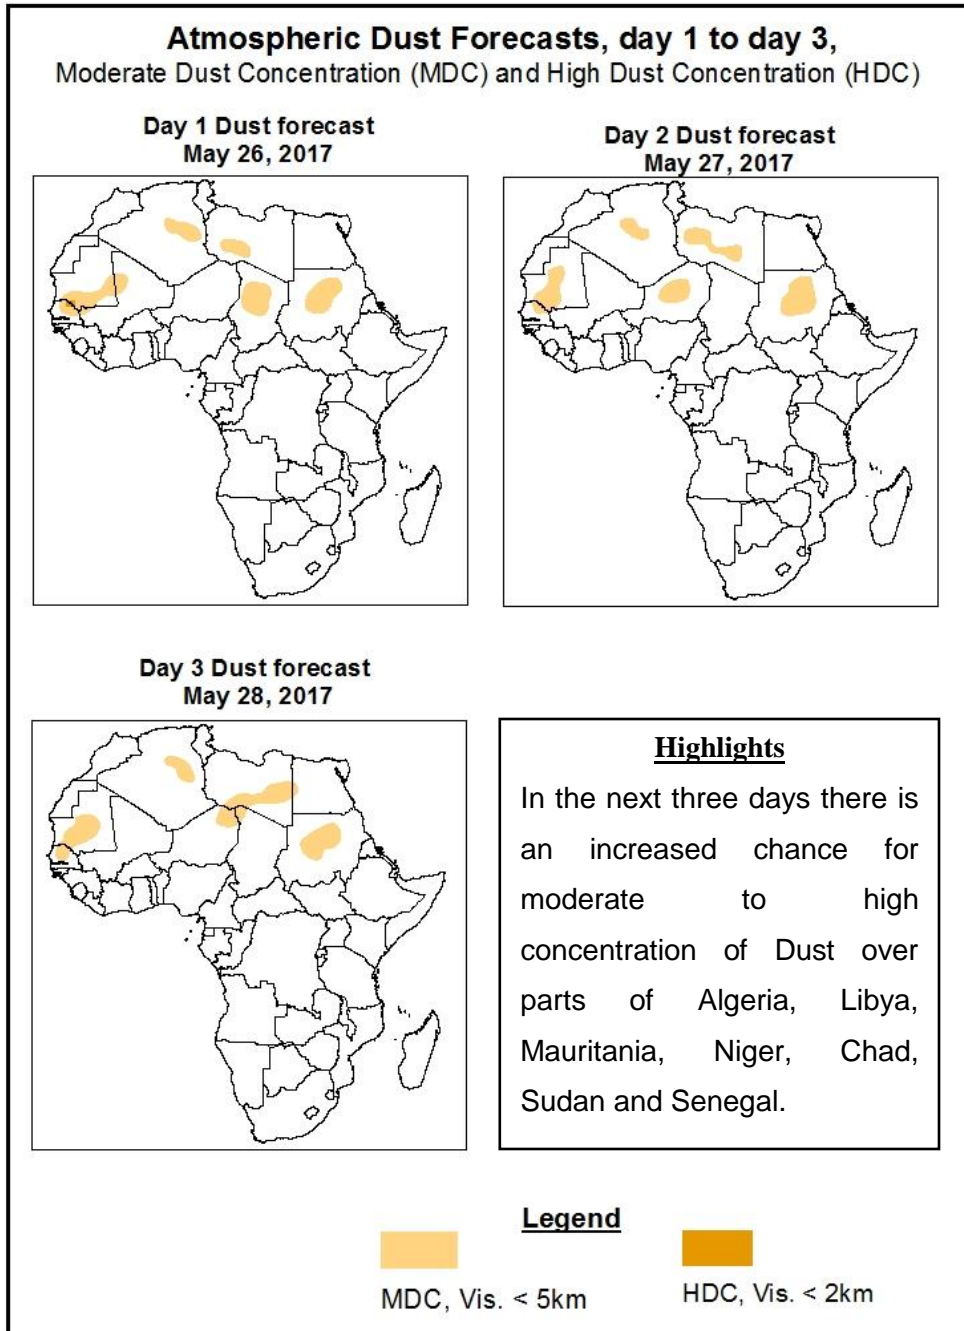 Atmospheric Dust Forecasts, day 1 to day 3,
Moderate Dust Concentration (MDC) and High Dust Concentration (HDC)
Day 1 Dust forecast
May 26, 2017
Day 2 Dust forecast
May 27, 2017
Day 3 Dust forecast
May 28, 2017
Highlights
In the next three days there is
an increased chance for
moderate to high
concentration of Dust over
parts of Algeria, Libya,
Mauritania, Niger, Chad,
Sudan and Senegal.
Legend
MDC, Vis. < 5km
HDC, Vis. < 2km